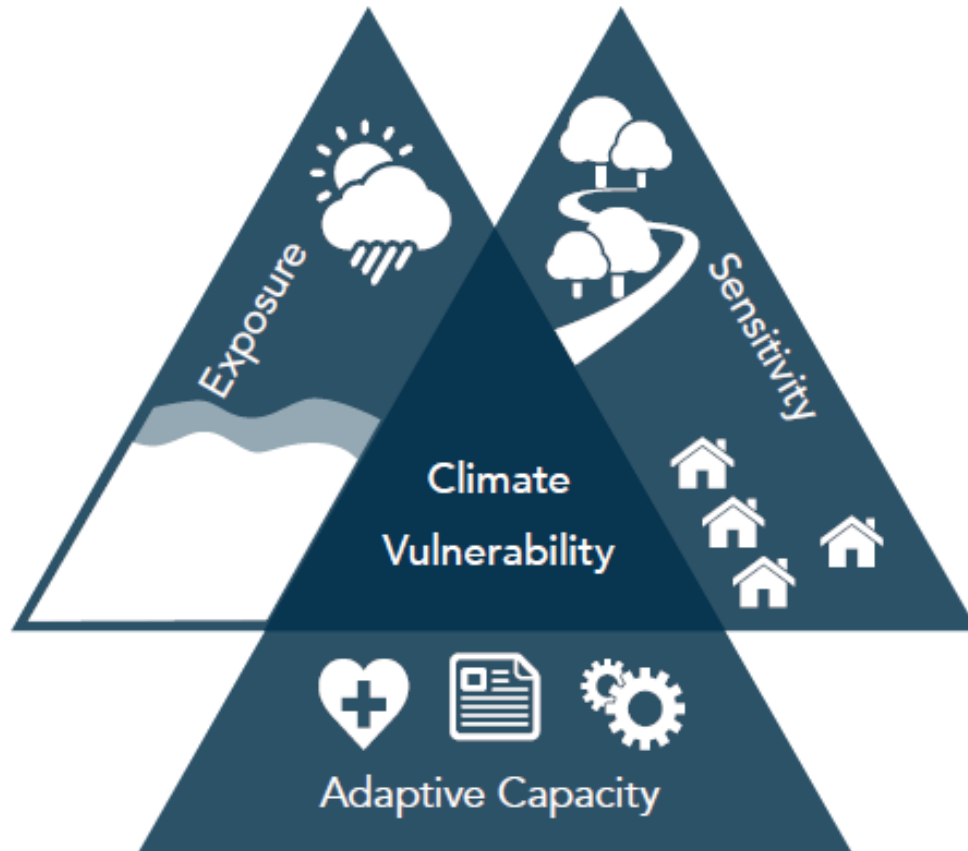 Exposure
Sensitivity
Climate
Vulnerability
Adaptive Capacity